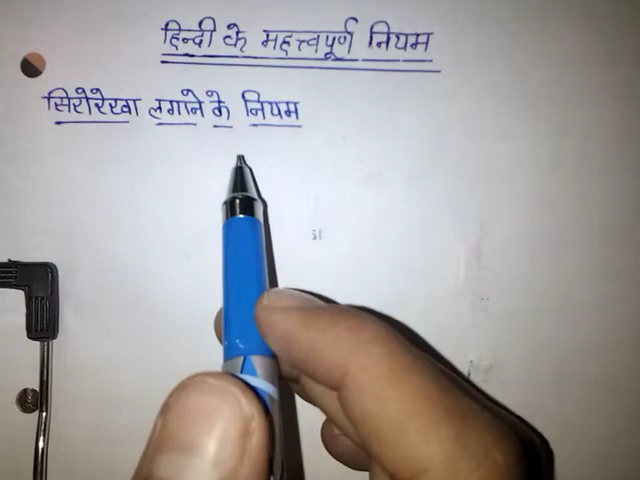 हिन्दी के महत्त्वपूर्ण नियम
सिरोरेखा लगाने के नियम